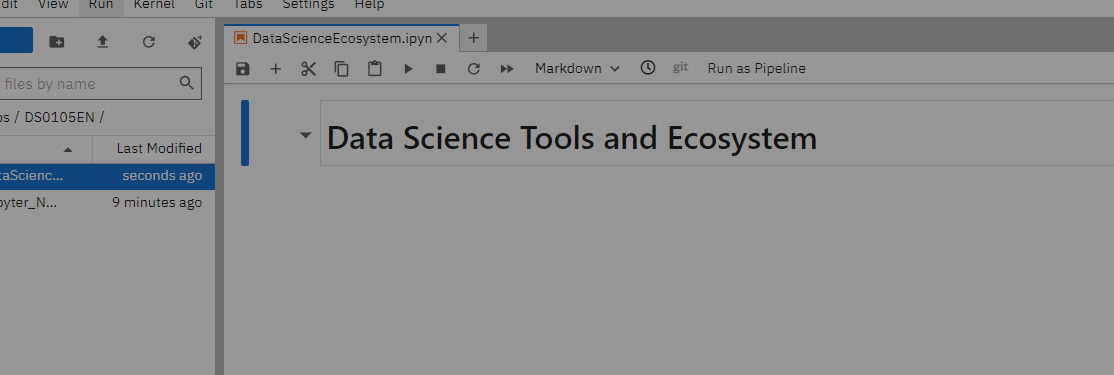 dit View Run Kernel Git Tabs Settings Help
DataScienceEcosystem.ipyn
files by name
Markdown git Run as Pipeline
os / DS0105EN /
Data Science Tools and Ecosystem
Last Modified
taScienc... seconds ago
pyter_N... 9 minutes ago